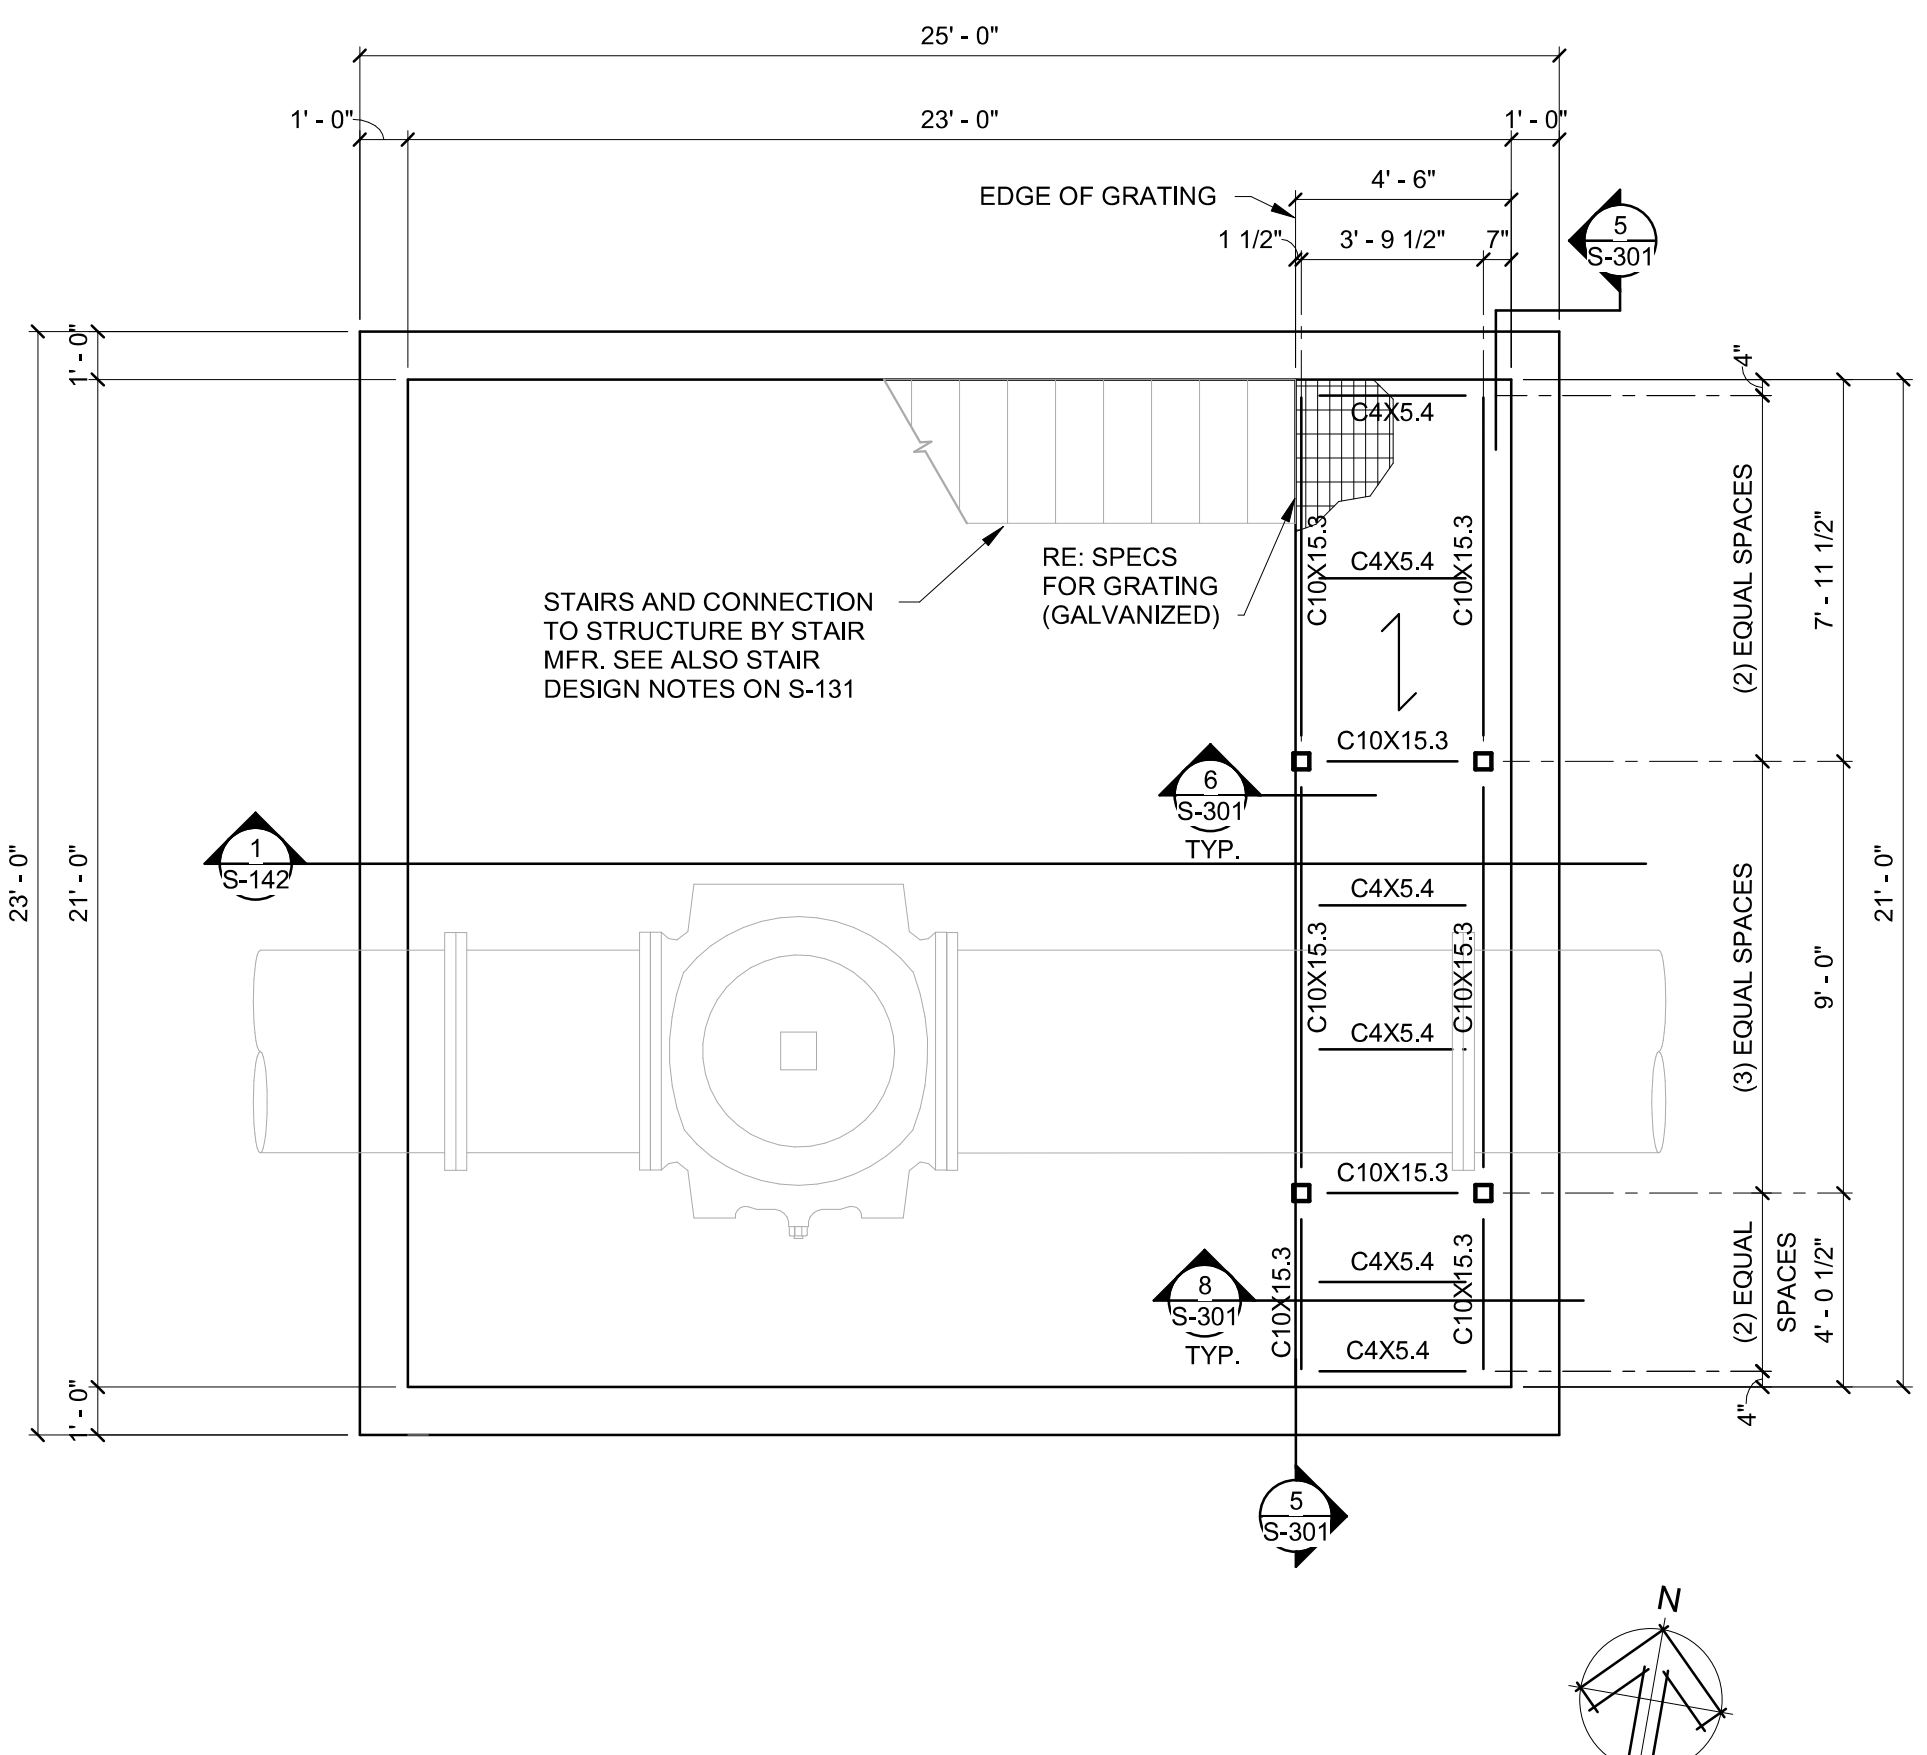 25' - 0"
1' - 0"
23' - 0"
1' - 0"
4' - 6"
EDGE OF GRATING
1 1/2"
3' - 9 1/2"
7"
5
S-301
1' - 0"
4"
C4X5.4
(2) EQUAL SPACES
7' - 11 1/2"
C10X15.3
C10X15.3
C4X5.4
RE: SPECS
FOR GRATING
(GALVANIZED)
STAIRS AND CONNECTION
TO STRUCTURE BY STAIR
MFR. SEE ALSO STAIR
DESIGN NOTES ON S-131
C10X15.3
6
S-301
TYP.
1
S-142
23' - 0"
21' - 0"
C4X5.4
C10X15.3
C10X15.3
(3) EQUAL SPACES
9' - 0"
21' - 0"
C4X5.4
C10X15.3
C4X5.4
C10X15.3
C10X15.3
(2) EQUAL
SPACES
4' - 0 1/2"
8
S-301
TYP.
C4X5.4
1' - 0"
4"
5
S-301
N